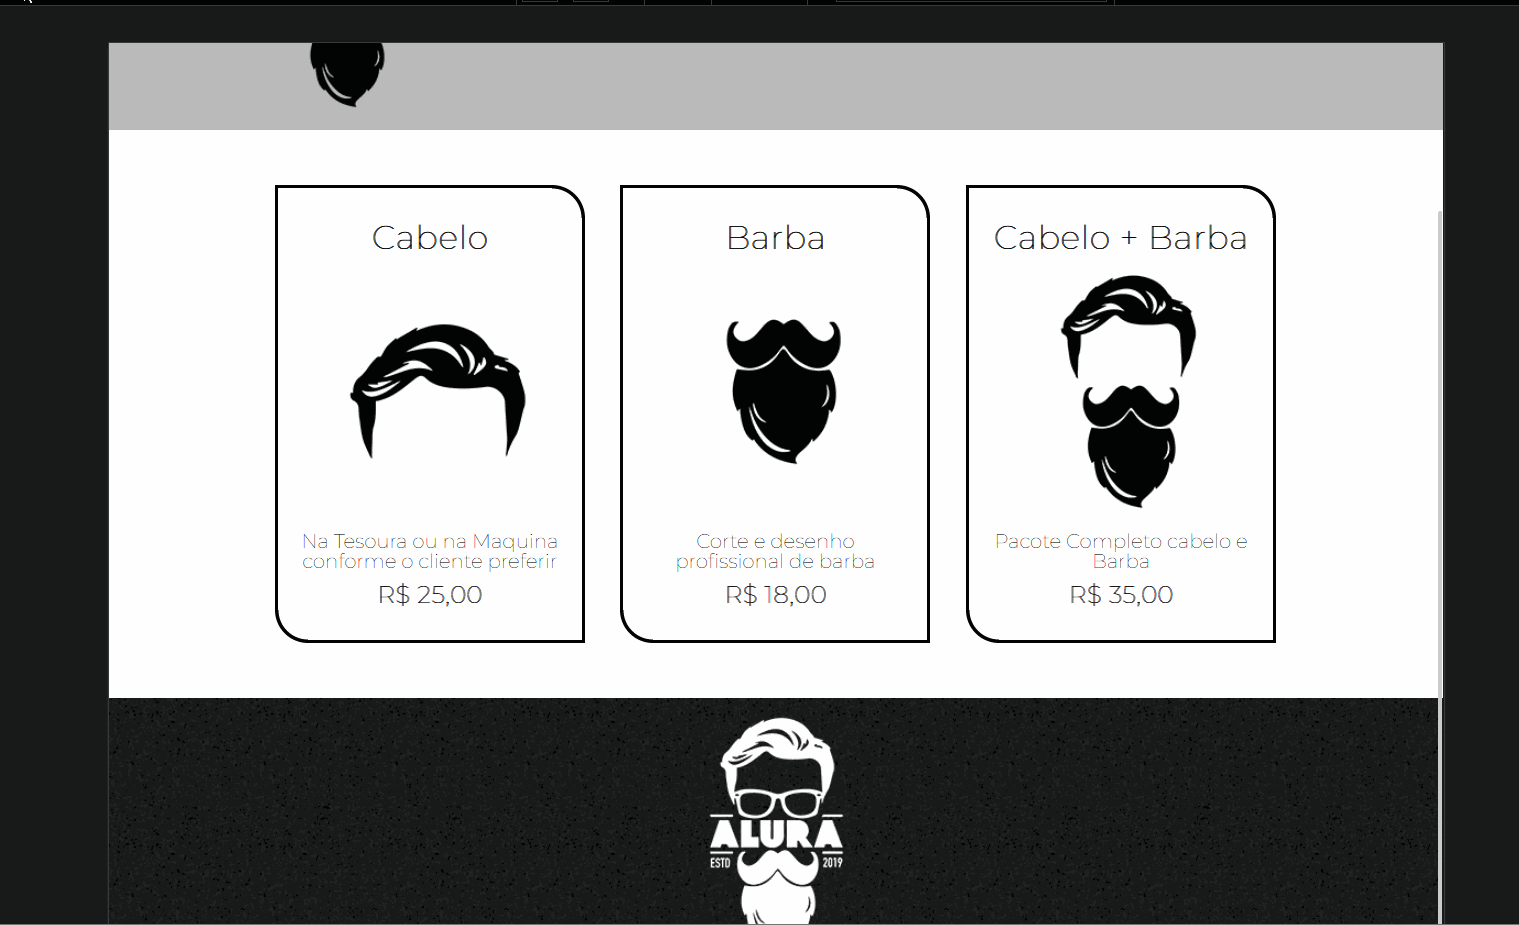 Cabelo
Barba
Cabelo + Barba
Na Tesoura ou na Maquina
conforme o cliente preferir
R$ 25,00
Corte e desenho
profissional de barba
R$ 18,00
Pacote Completo cabelo e
Barba
R$ 35,00
ALURA
ESTD 2019